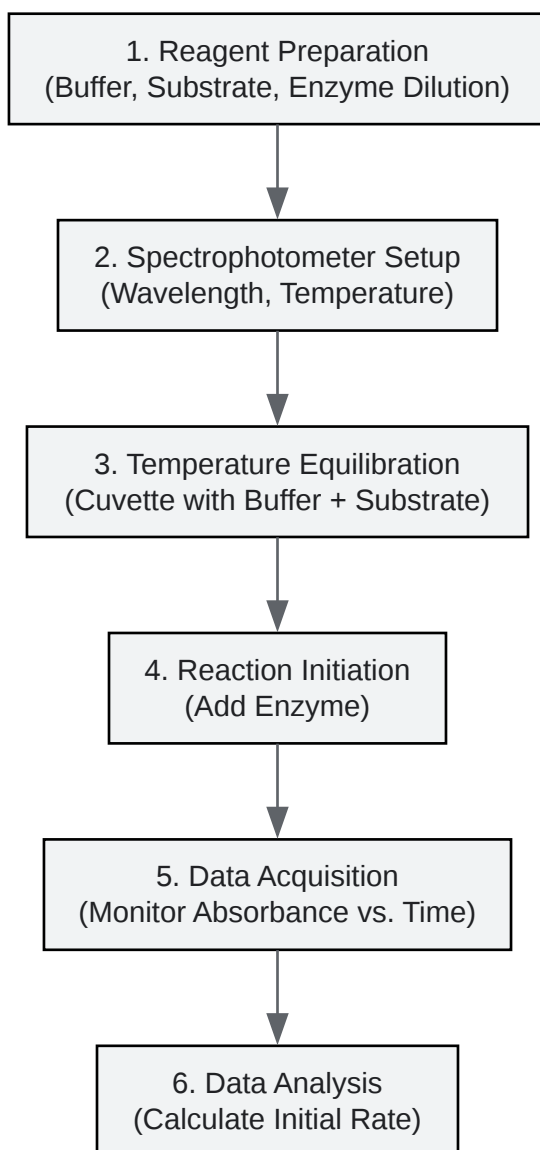 1. Reagent Preparation
(Buffer, Substrate, Enzyme Dilution)
2. Spectrophotometer Setup
(Wavelength, Temperature)
3. Temperature Equilibration
(Cuvette with Buffer + Substrate)
4. Reaction Initiation
(Add Enzyme)
5. Data Acquisition
(Monitor Absorbance vs. Time)
6. Data Analysis
(Calculate Initial Rate)